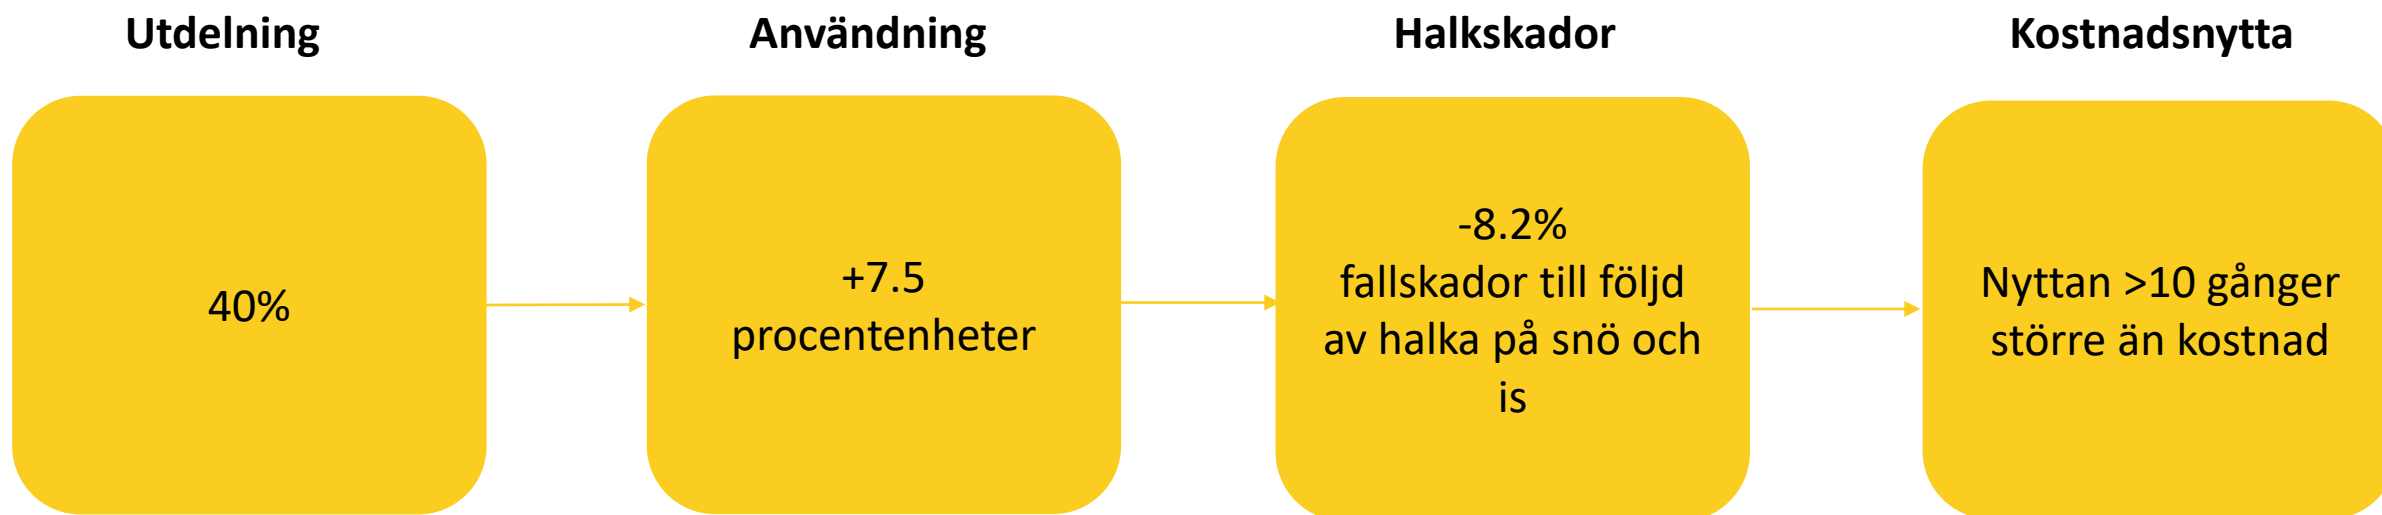 Utdelning
Användning
Halkskador
Kostnadsnytta
40%
+7.5
procentenheter
-8.2%
fallskador till följd
av halka på snö och
is
Nyttan >10 gånger
större än kostnad